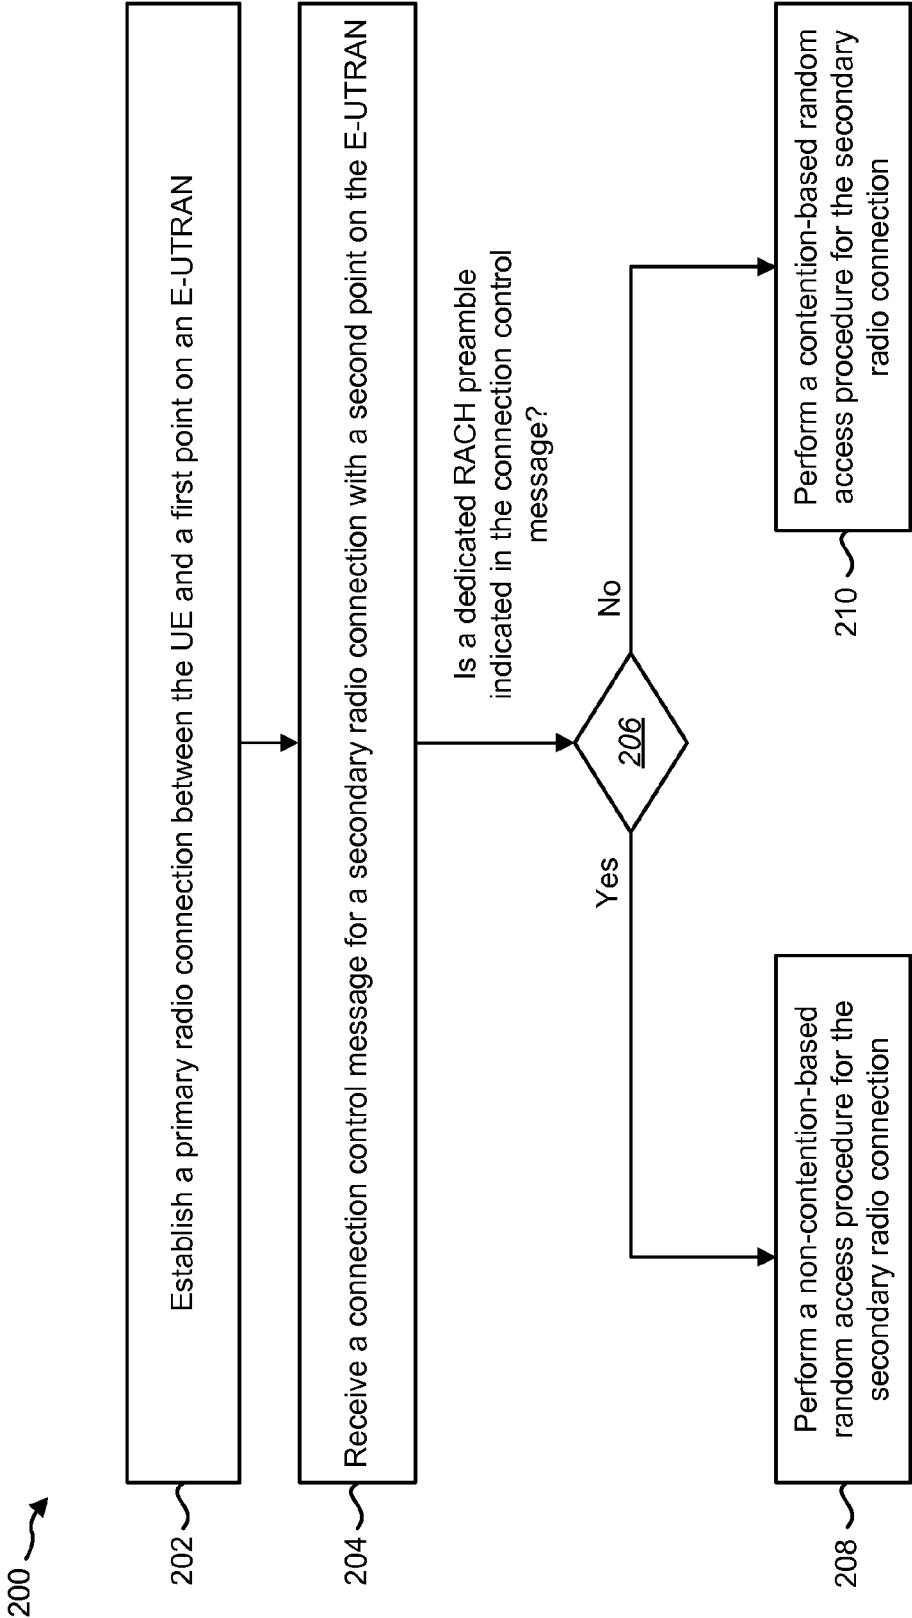 200
202
Establish a primary radio connection between the UE and a first point on an E-UTRAN
204
Receive a connection control message for a secondary radio connection with a second point on the E-UTRAN
Is a dedicated RACH preamble
indicated in the connection control
message?
206
Yes
No
208
Perform a non-contention-based
random access procedure for the
secondary radio connection
210
Perform a contention-based random
access procedure for the secondary
radio connection